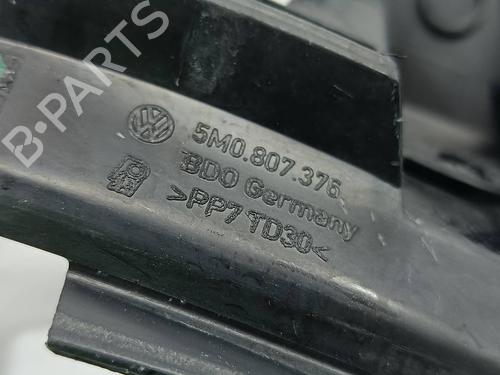 B-PARTS
5M0.807.376
BDO Germany
>PP7 TD30<